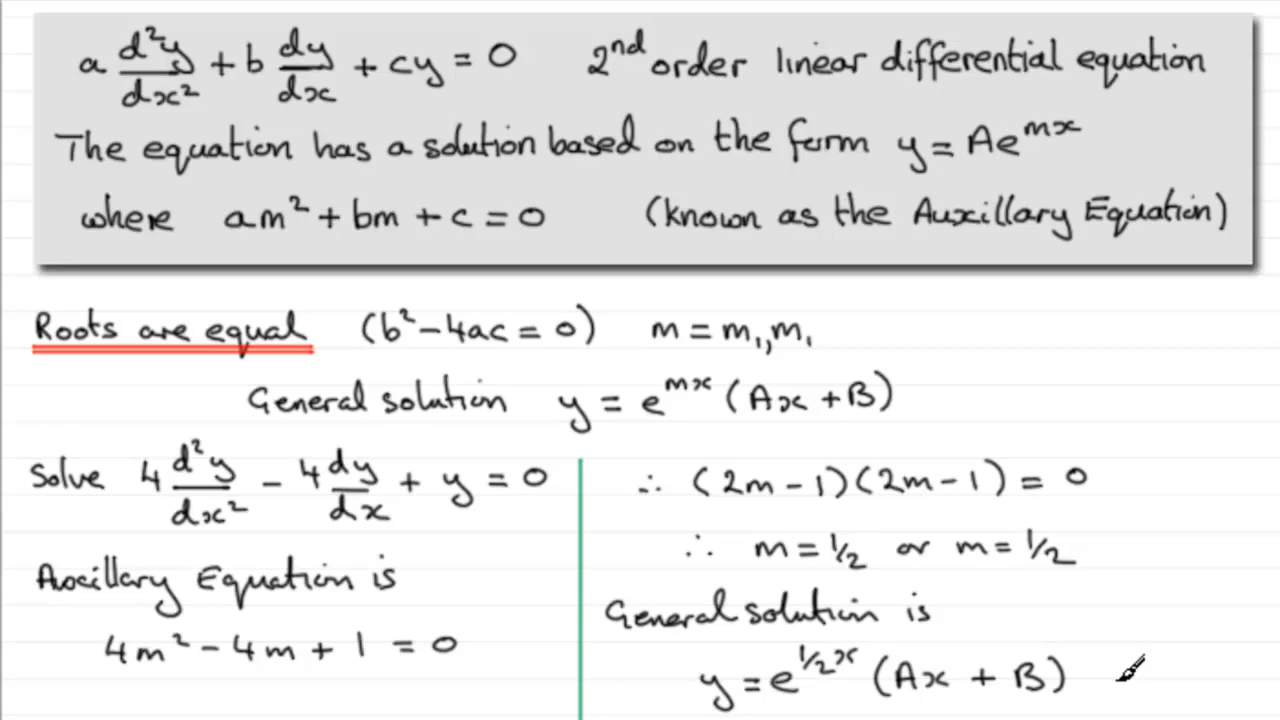 a d²y/dx² + b dy/dx + cy = 0 2nd order linear differential equation
The equation has a solution based on the form y = Ae^mx
where am² + bm + c = 0 (known as the Auxillary Equation)
Roots are equal (b² - 4ac = 0) m = m₁, m₁
General solution y = e^mx (Ax + B)
Solve 4 d²y/dx² - 4 dy/dx + y = 0
Auxillary Equation is
4m² - 4m + 1 = 0
∴ (2m - 1)(2m - 1) = 0
∴ m = 1/2 or m = 1/2
General solution is
y = e^1/2x (Ax + B)